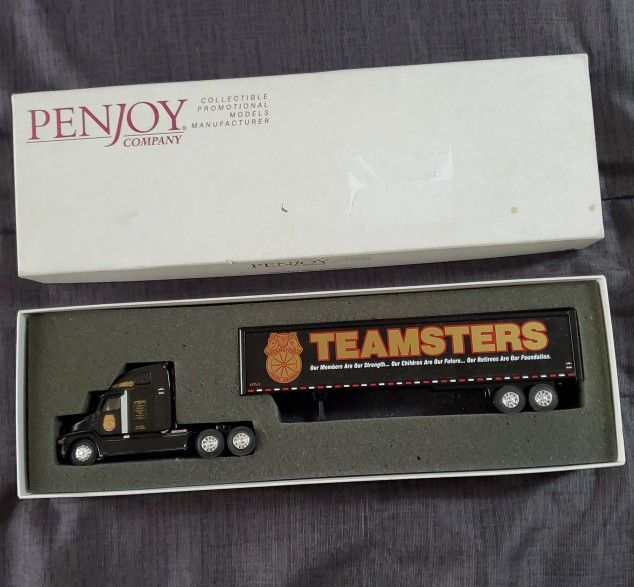 PENJOY
COMPANY
COLLECTIBLE
PROMOTIONAL
MODELS
MANUFACTURER
PENJOY
TEAMSTERS
Our Members Are Our Strength... Our Children Are Our Future... Our Retirees Are Our Foundation.